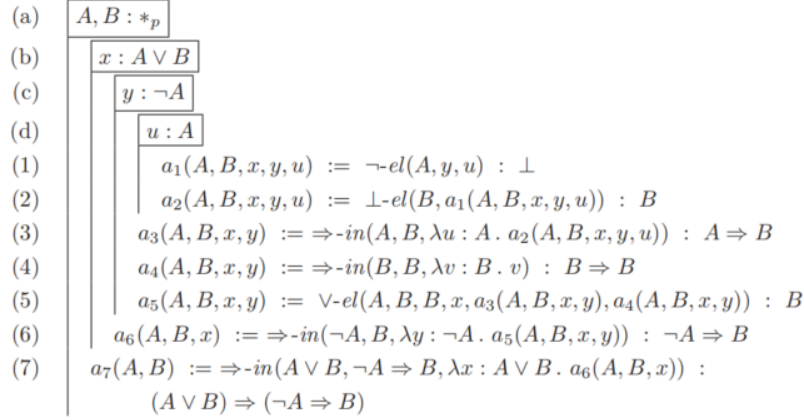 (a) A, B : ∗p
(b) x : A ∨ B
(c) y : ¬A
(d) u : A
(1) a1(A, B, x, y, u) := ¬-el(A, y, u) : ⊥
(2) a2(A, B, x, y, u) := ⊥-el(B, a1(A, B, x, y, u)) : B
(3) a3(A, B, x, y) := ⇒-in(A, B, λu : A . a2(A, B, x, y, u)) : A ⇒ B
(4) a4(A, B, x, y) := ⇒-in(B, B, λv : B . v) : B ⇒ B
(5) a5(A, B, x, y) := ∨-el(A, B, B, x, a3(A, B, x, y), a4(A, B, x, y)) : B
(6) a6(A, B, x) := ⇒-in(¬A, B, λy : ¬A . a5(A, B, x, y)) : ¬A ⇒ B
(7) a7(A, B) := ⇒-in(A ∨ B, ¬A ⇒ B, λx : A ∨ B . a6(A, B, x)) :
(A ∨ B) ⇒ (¬A ⇒ B)